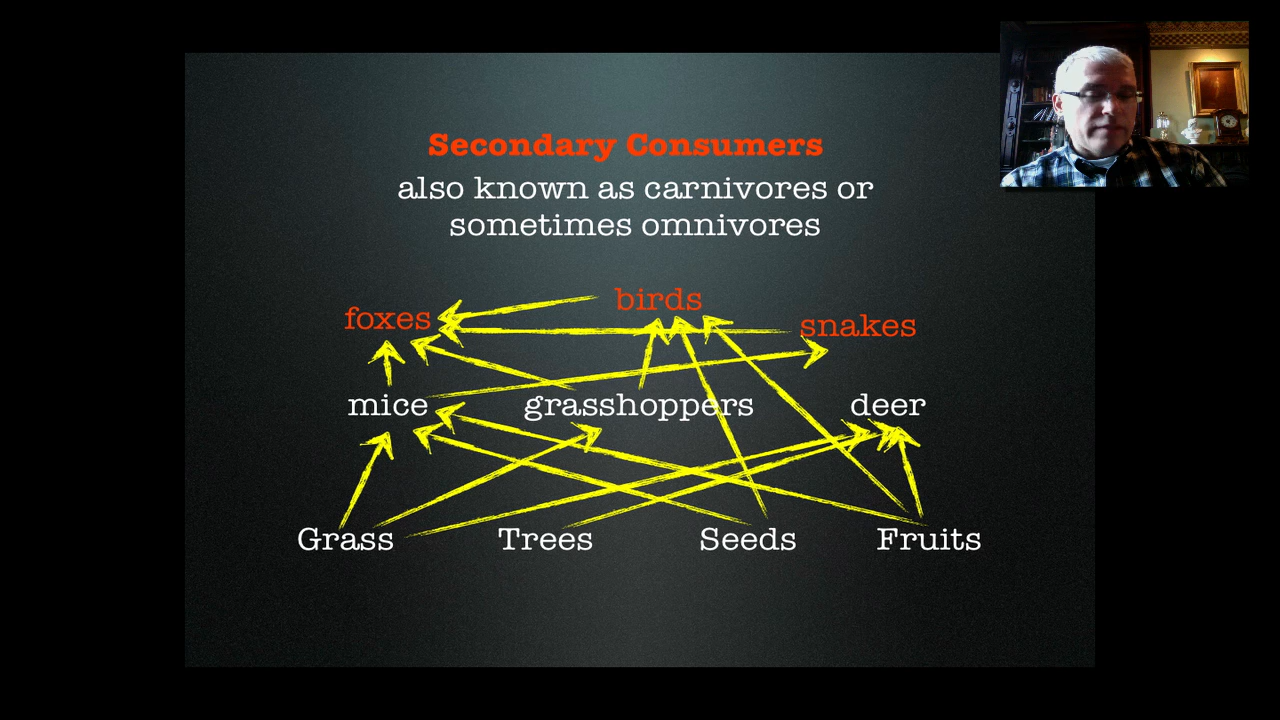 Secondary Consumers
also known as carnivores or
sometimes omnivores
birds
foxes
snakes
mice grasshoppers deer
Grass Trees Seeds Fruits